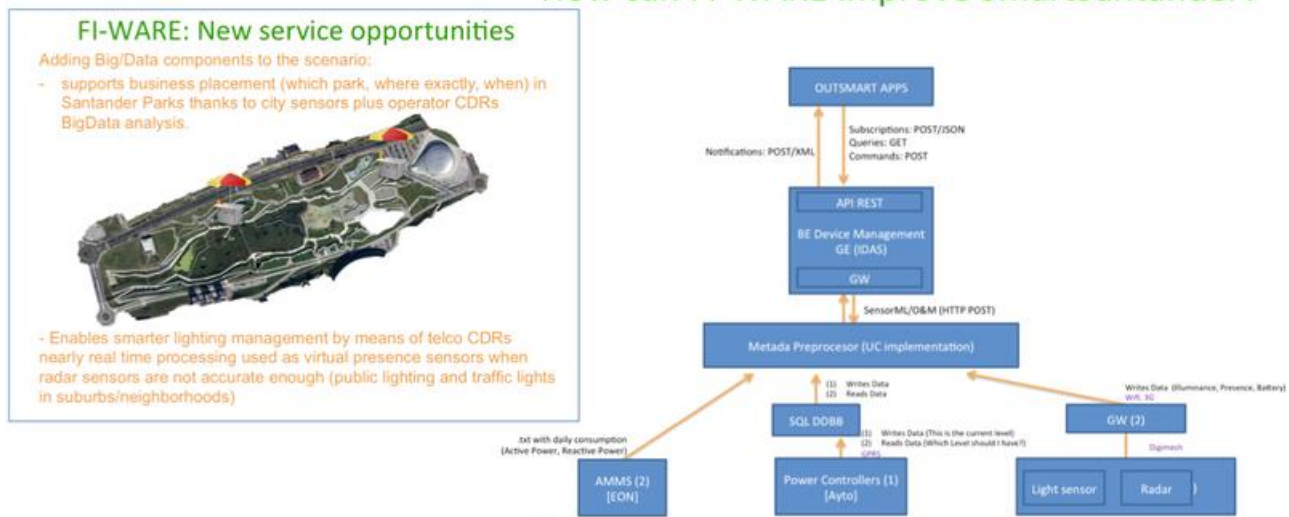 FI-WARE: New service opportunities
Adding Big/Data components to the scenario:
- supports business placement (which park, where exactly, when) in
Santander Parks thanks to city sensors plus operator CDRs
BigData analysis.
- Enables smarter lighting management by means of telco CDRs
nearly real time processing used as virtual presence sensors when
radar sensors are not accurate enough (public lighting and traffic lights
in suburbs/neighborhoods)
OUTSMART APPS
Notifications: POST/XML
Subscriptions: POST/JSON
Queries: GET
Commands: POST
API REST
BE Device Management
GE (IDAS)
GW
SensorML/O&M (HTTP POST)
Metada Preprocesor (UC implementation)
.txt with daily consumption
(Active Power, Reactive Power)
AMMS (2)
[EON]
(1) Writes Data
(2) Reads Data
SQL DDBB
(1) Writes Data (This is the current level)
(2) Reads Data (Which Level should I have?)
GPRS
Power Controllers (1)
[Ayto]
Writes Data (Illuminance, Presence, Battery)
Wifi, 3G
GW (2)
Digimesh
Light sensor
Radar
)